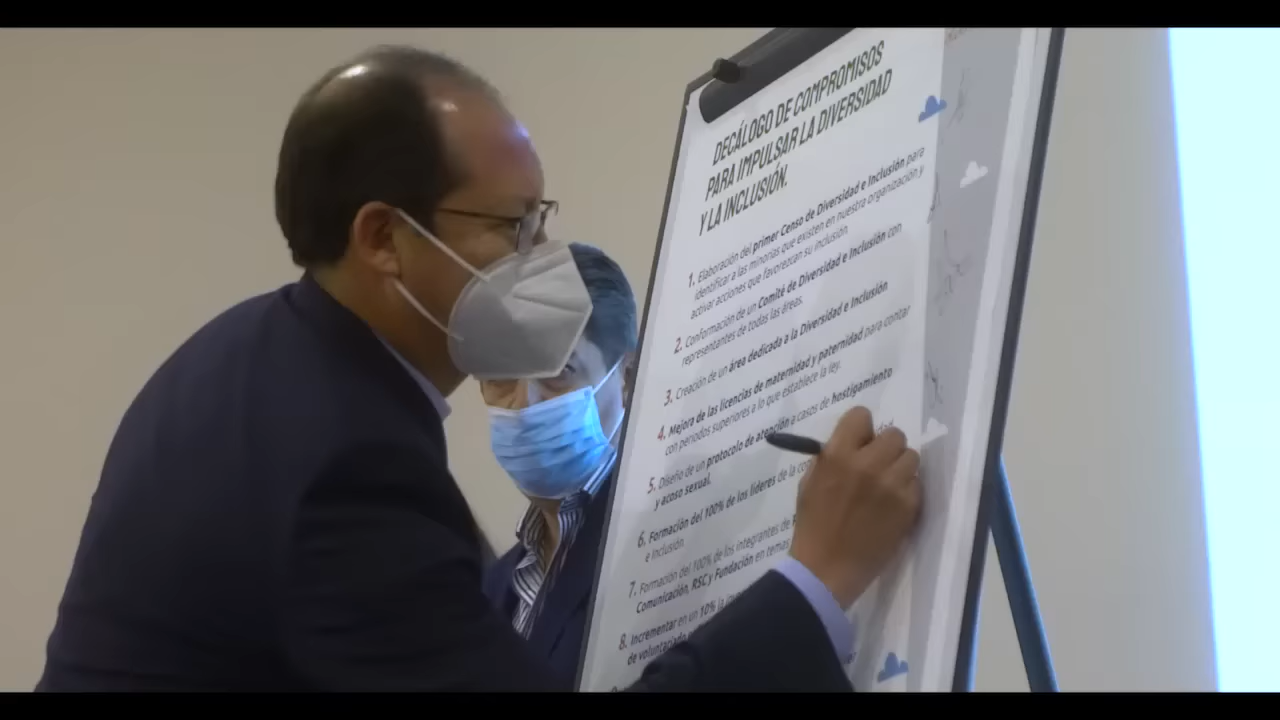 DECÁLOGO DE COMPROMISOS
PARA IMPULSAR LA DIVERSIDAD
Y LA INCLUSIÓN.
1. Elaboración del primer Censo de Diversidad e Inclusión para
identificar a las minorías que existen en nuestra organización y
activar acciones que favorezcan su inclusión.
2. Conformación de un Comité de Diversidad e Inclusión con
representantes de todas las áreas.
3. Creación de un área dedicada a la Diversidad e Inclusión
4. Mejora de las licencias de maternidad y paternidad para contar
con periodos superiores a lo que establece la ley.
5. Diseño de un protocolo de atención a casos de hostigamiento
y acoso sexual.
6. Formación del 100% de los líderes de la
e Inclusión
7. Formación del 100% de los integrantes de
Comunicación, RSC y Fundación en temas
8. Incrementar en un 10% la
de voluntariado